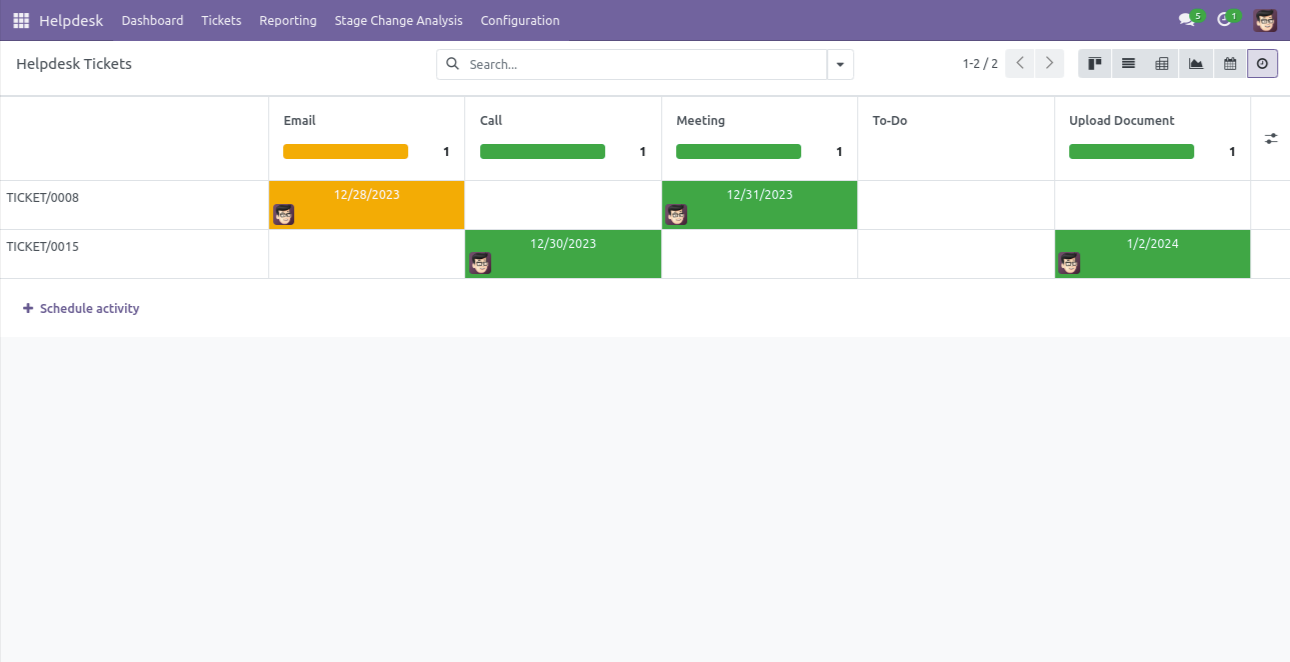 Helpdesk Dashboard Tickets Reporting Stage Change Analysis Configuration 5 1
Helpdesk Tickets Search... 1-2 / 2
Email Call Meeting To-Do Upload Document
1 1 1 1
TICKET/0008 12/28/2023 12/31/2023
TICKET/0015 12/30/2023 1/2/2024
+ Schedule activity